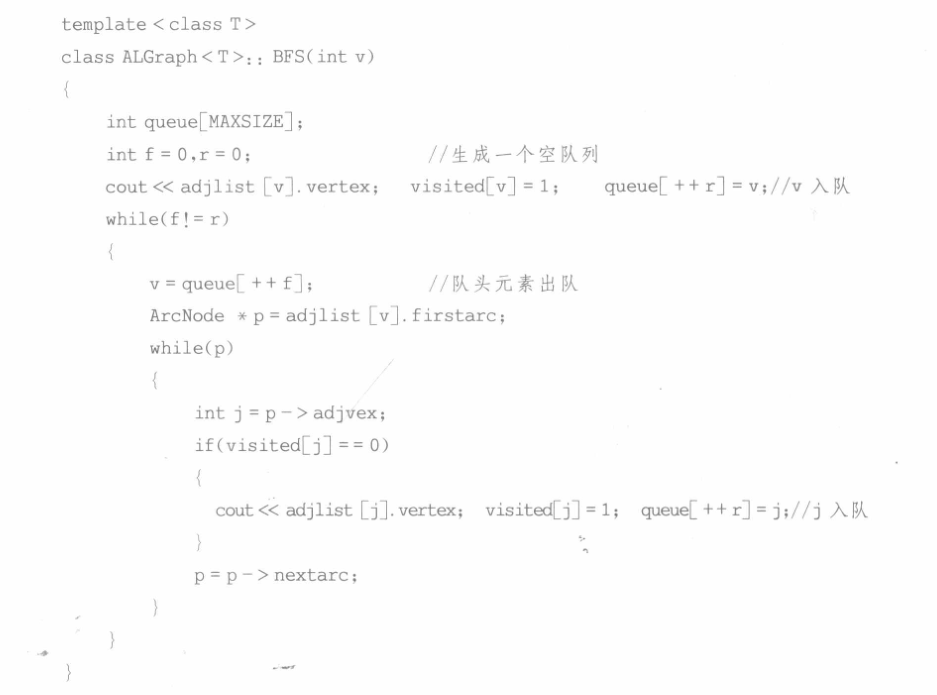 template <class T>
class ALGraph<T>:: BFS(int v)
{
int queue[MAXSIZE];
int f = 0,r = 0; //生成一个空队列
cout << adjlist [v].vertex; visited[v] = 1; queue[ ++ r] = v;//v 入队
while(f!= r)
{
v = queue[ ++ f]; //队头元素出队
ArcNode * p = adjlist [v].firstarc;
while(p)
{
int j = p -> adjvex;
if(visited[j] == 0)
{
cout << adjlist [j].vertex; visited[j] = 1; queue[ ++ r] = j;//j 入队
}
p = p -> nextarc;
}
}
}